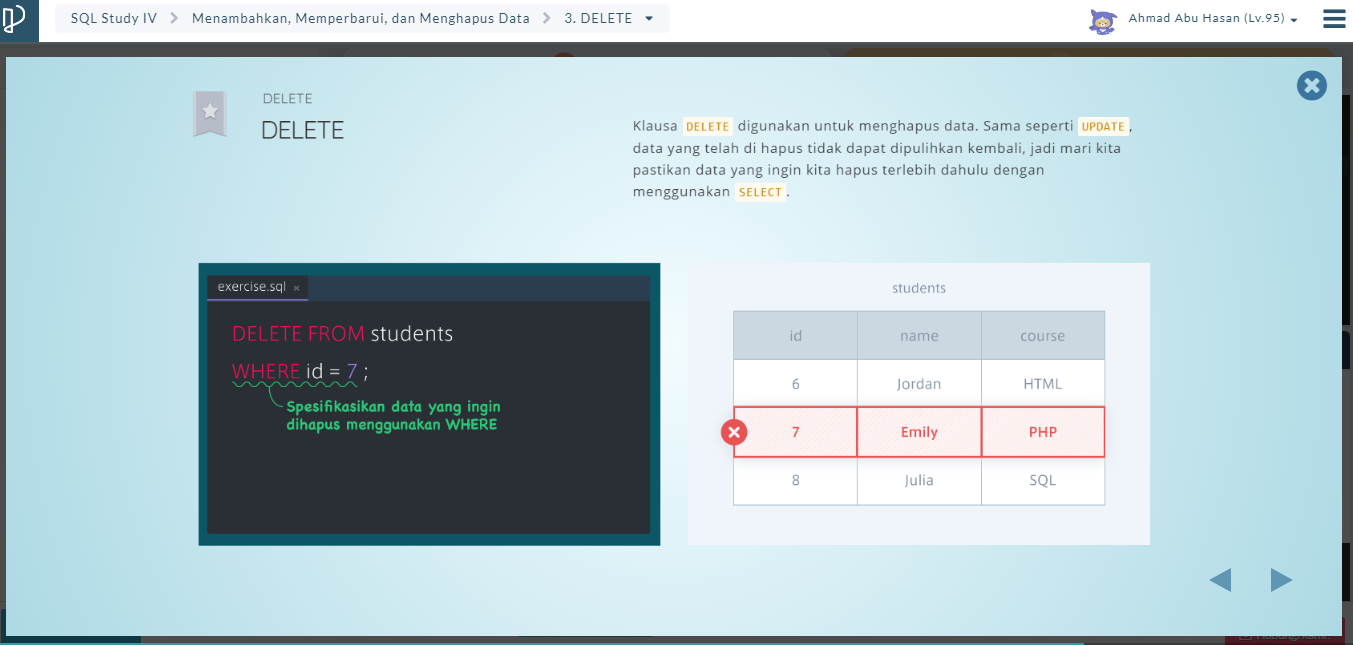 SQL Study IV
Menambahkan, Memperbarui, dan Menghapus Data
3. DELETE
Ahmad Abu Hasan (Lv.95)
DELETE
DELETE
Klausa DELETE digunakan untuk menghapus data. Sama seperti UPDATE,
data yang telah di hapus tidak dapat dipulihkan kembali, jadi mari kita
pastikan data yang ingin kita hapus terlebih dahulu dengan
menggunakan SELECT.
exercise.sql ×
DELETE FROM students
WHERE id = 7 ;
Spesifikasikan data yang ingin
dihapus menggunakan WHERE
students
id name course
6 Jordan HTML
7 Emily PHP
8 Julia SQL